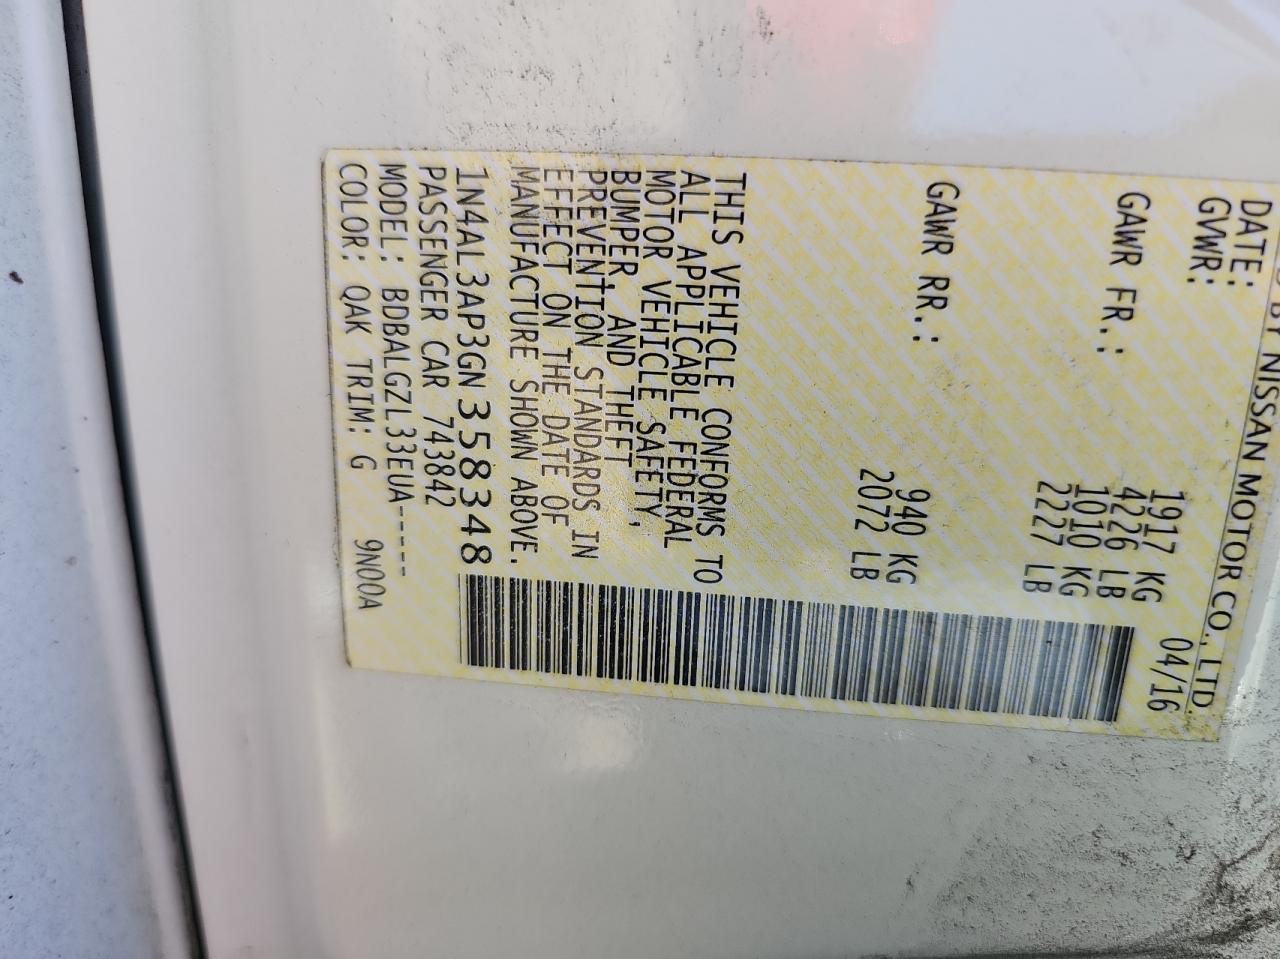 BY NISSAN MOTOR CO., LTD.
DATE: 04/16
GVWR: 1917 KG
4226 LB
GAWR FR.: 1010 KG
2227 LB
GAWR RR.: 940 KG
2072 LB
THIS VEHICLE CONFORMS TO
ALL APPLICABLE FEDERAL
MOTOR VEHICLE SAFETY,
BUMPER, AND THEFT
PREVENTION STANDARDS IN
EFFECT ON THE DATE OF
MANUFACTURE SHOWN ABOVE.
1N4AL3AP3GN358348
PASSENGER CAR 743842
MODEL: BDBALGZL33EUA-----
COLOR: QAK TRIM: G 9N00A